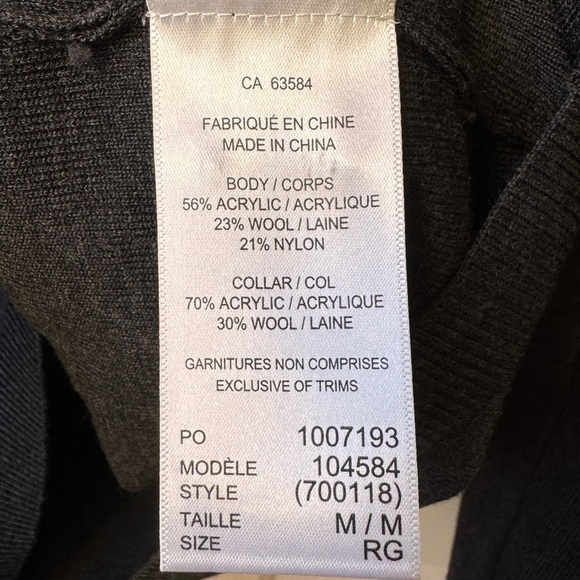 CA 63584
FABRIQUÉ EN CHINE
MADE IN CHINA
BODY / CORPS
56% ACRYLIC / ACRYLIQUE
23% WOOL / LAINE
21% NYLON
COLLAR / COL
70% ACRYLIC / ACRYLIQUE
30% WOOL / LAINE
GARNITURES NON COMPRISES
EXCLUSIVE OF TRIMS
PO 1007193
MODÈLE 104584
STYLE (700118)
TAILLE M / M
SIZE RG